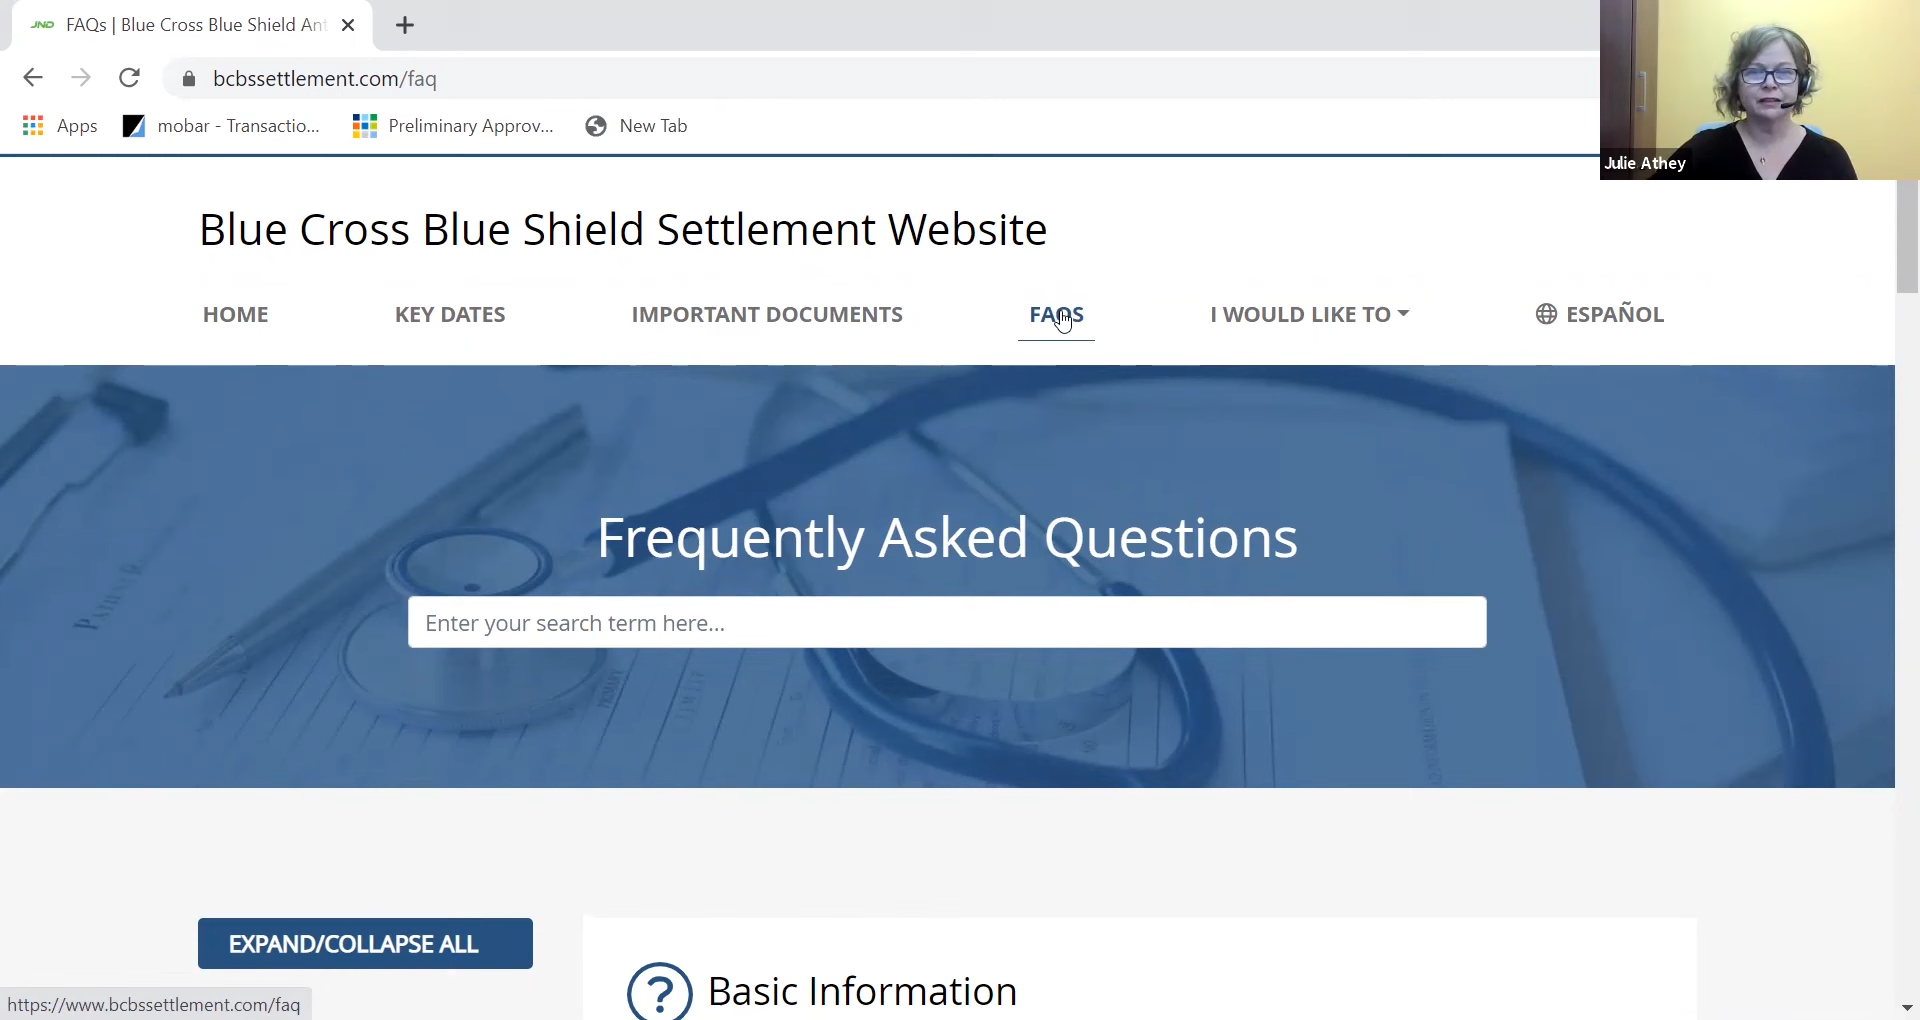 JND FAQs | Blue Cross Blue Shield Ant
bcbssettlement.com/faq
Apps mobar - Transactio... Preliminary Approv... New Tab
Julie Athey
Blue Cross Blue Shield Settlement Website
HOME KEY DATES IMPORTANT DOCUMENTS FAQS I WOULD LIKE TO ESPAÑOL
Frequently Asked Questions
Enter your search term here...
EXPAND/COLLAPSE ALL
? Basic Information
https://www.bcbssettlement.com/faq